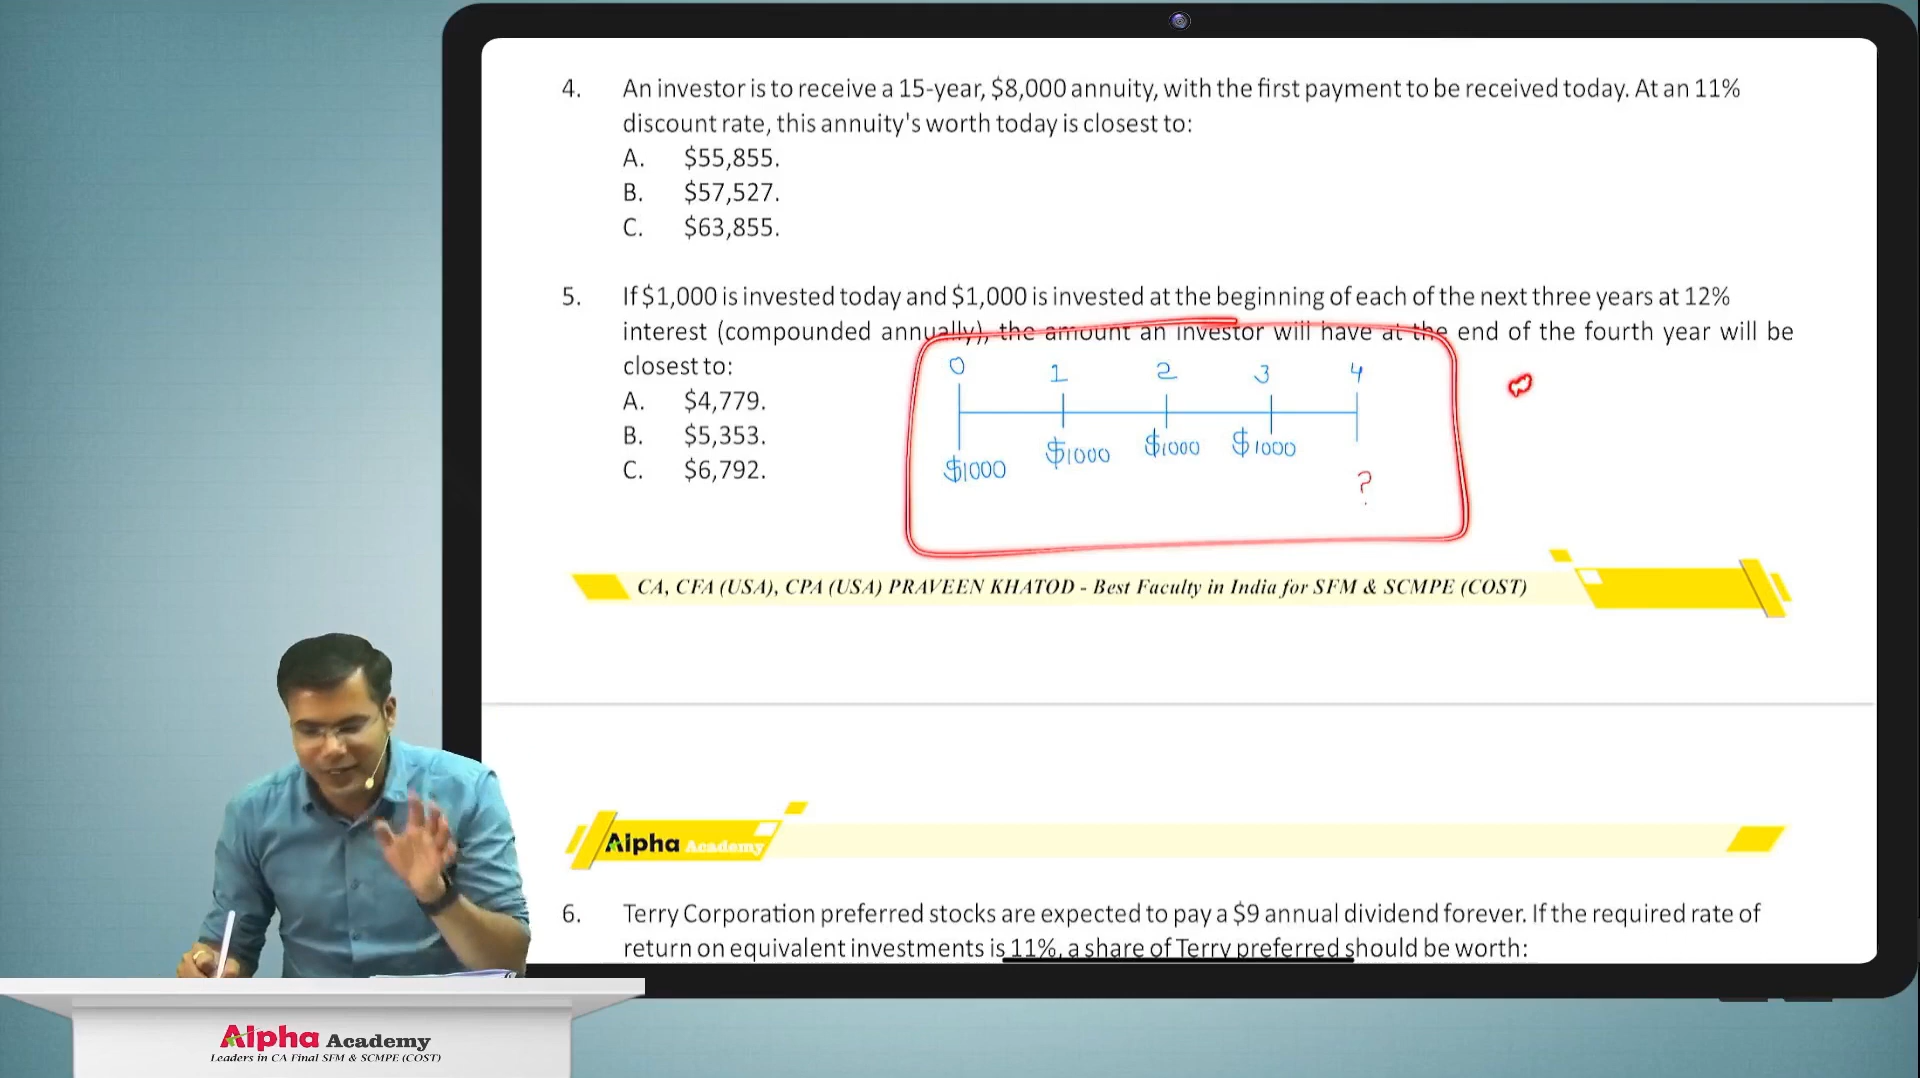 4. An investor is to receive a 15-year, $8,000 annuity, with the first payment to be received today. At an 11%
discount rate, this annuity's worth today is closest to:
A. $55,855.
B. $57,527.
C. $63,855.
5. If $1,000 is invested today and $1,000 is invested at the beginning of each of the next three years at 12%
interest (compounded annually), the amount an investor will have at the end of the fourth year will be
closest to:
A. $4,779.
B. $5,353.
C. $6,792.
0 1 2 3 4
$1000 $1000 $1000 $1000
?
CA, CFA (USA), CPA (USA) PRAVEEN KHATOD - Best Faculty in India for SFM & SCMPE (COST)
Alpha Academy
6. Terry Corporation preferred stocks are expected to pay a $9 annual dividend forever. If the required rate of
return on equivalent investments is 11%, a share of Terry preferred should be worth:
Alpha Academy
Leaders in CA Final SFM & SCMPE (COST)